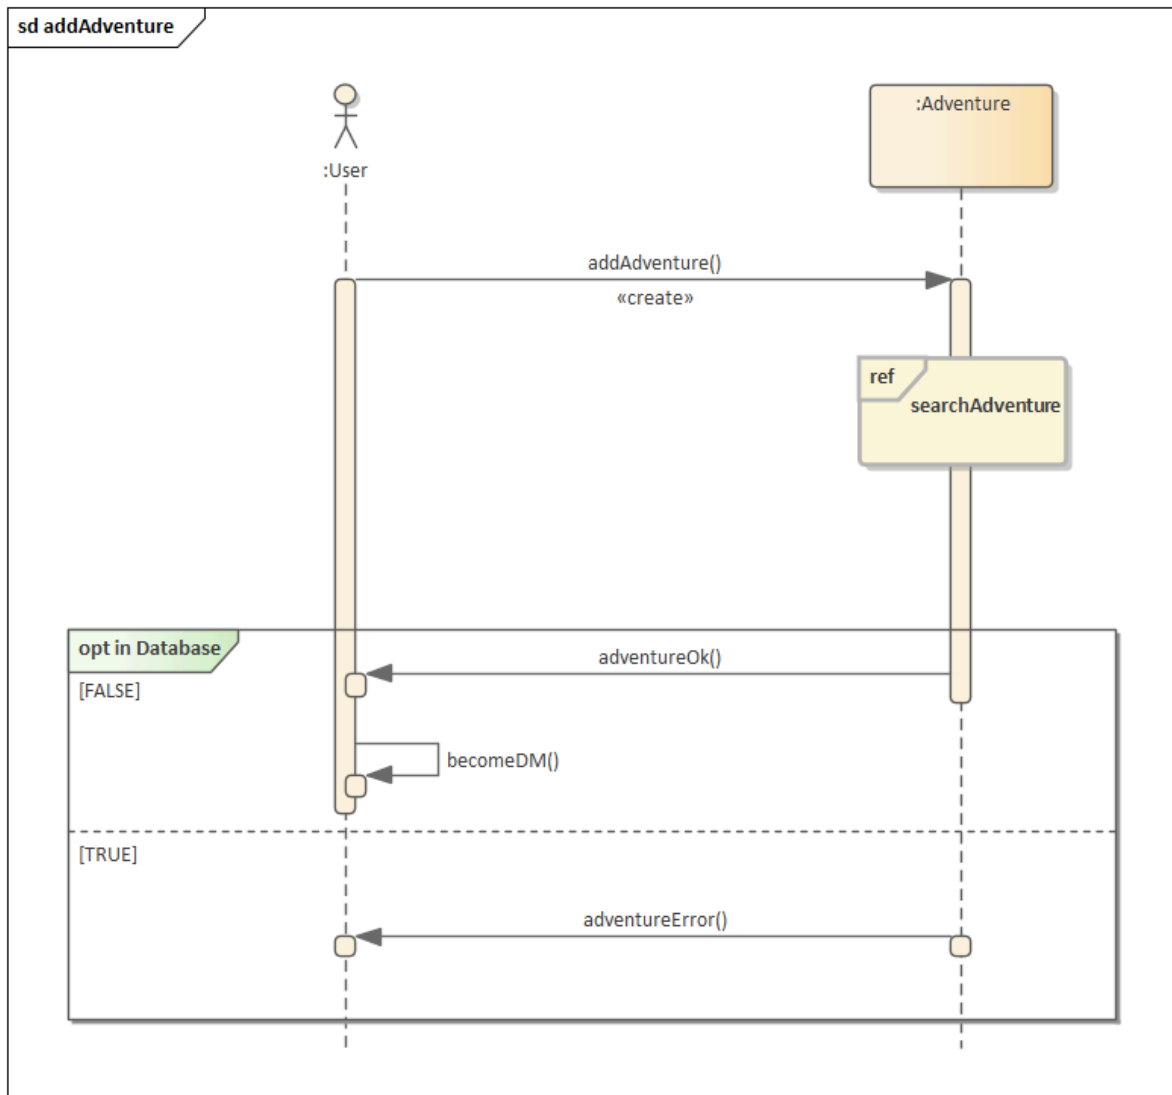 sd addAdventure
:User
:Adventure
addAdventure()
«create»
ref
searchAdventure
opt in Database
adventureOk()
[FALSE]
becomeDM()
[TRUE]
adventureError()